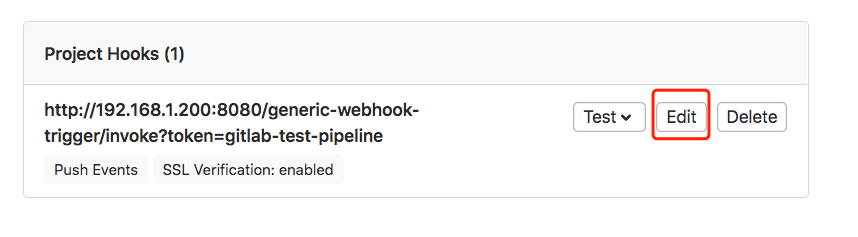 Project Hooks (1)
http://192.168.1.200:8080/generic-webhook-
trigger/invoke?token=gitlab-test-pipeline
Test Edit Delete
Push Events SSL Verification: enabled